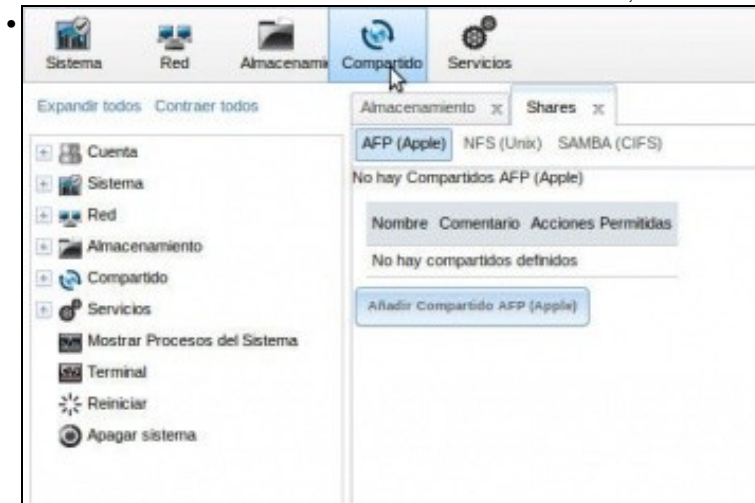 Sistema Red Almacenami Compartido Servicios
Expandir todos Contraer todos
Almacenamiento x Shares x
AFP (Apple) NFS (Unix) SAMBA (CIFS)
No hay Compartidos AFP (Apple)
Nombre Comentario Acciones Permitidas
No hay compartidos definidos
Añadir Compartido AFP (Apple)
Cuenta
Sistema
Red
Almacenamiento
Compartido
Servicios
Mostrar Procesos del Sistema
Terminal
Reiniciar
Apagar sistema